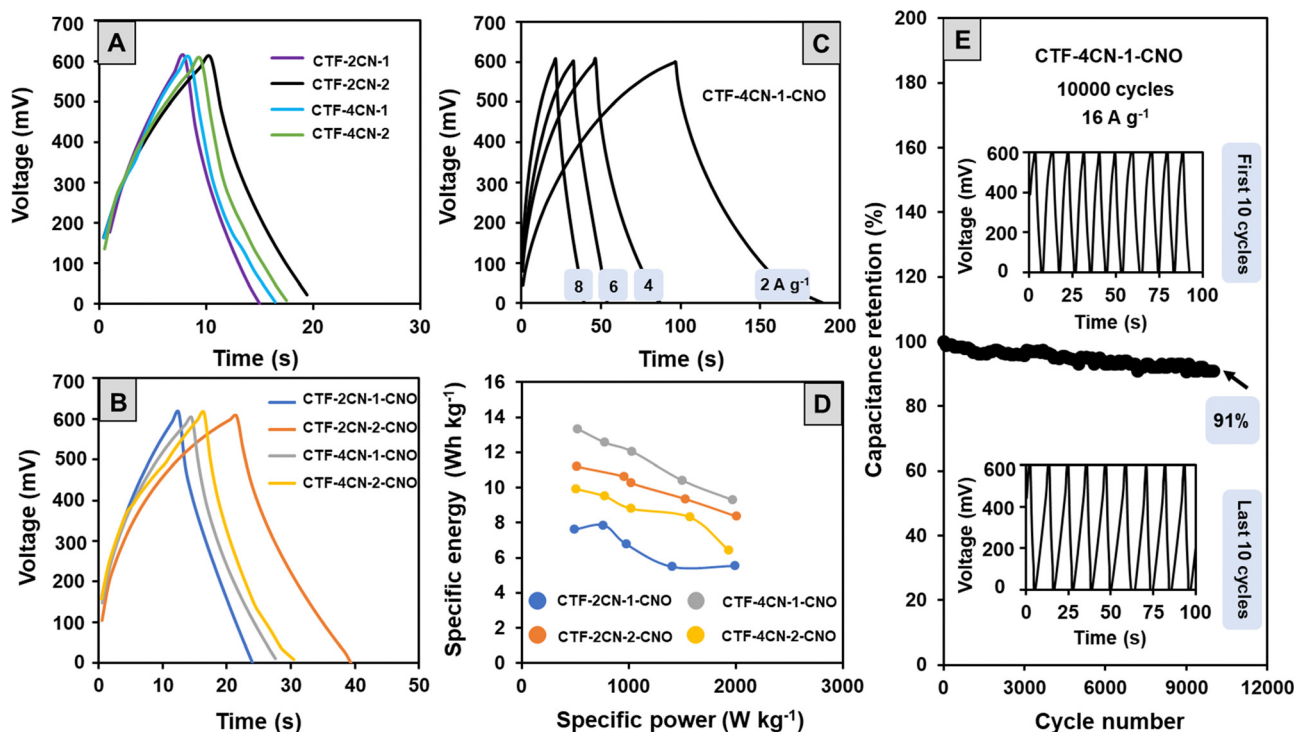 A
Voltage (mV)
700
600
500
400
300
200
100
0
0 10 20 30
Time (s)
CTF-2CN-1
CTF-2CN-2
CTF-4CN-1
CTF-4CN-2
B
Voltage (mV)
700
600
500
400
300
200
100
0
0 10 20 30 40 50
Time (s)
CTF-2CN-1-CNO
CTF-2CN-2-CNO
CTF-4CN-1-CNO
CTF-4CN-2-CNO
C
Voltage (mV)
700
600
500
400
300
200
100
0
0 50 100 150 200
Time (s)
CTF-4CN-1-CNO
8 6 4 2 A g⁻¹
D
Specific energy (Wh kg⁻¹)
16
14
12
10
8
6
4
2
0
0 1000 2000 3000
Specific power (W kg⁻¹)
CTF-2CN-1-CNO CTF-4CN-1-CNO
CTF-2CN-2-CNO CTF-4CN-2-CNO
E
Capacitance retention (%)
200
180
160
140
120
100
80
60
40
20
0
0 3000 6000 9000 12000
Cycle number
CTF-4CN-1-CNO
10000 cycles
16 A g⁻¹
Voltage (mV)
600
400
200
0
0 25 50 75 100
Time (s)
First 10 cycles
91%
Voltage (mV)
600
400
200
0
0 25 50 75 100
Time (s)
Last 10 cycles